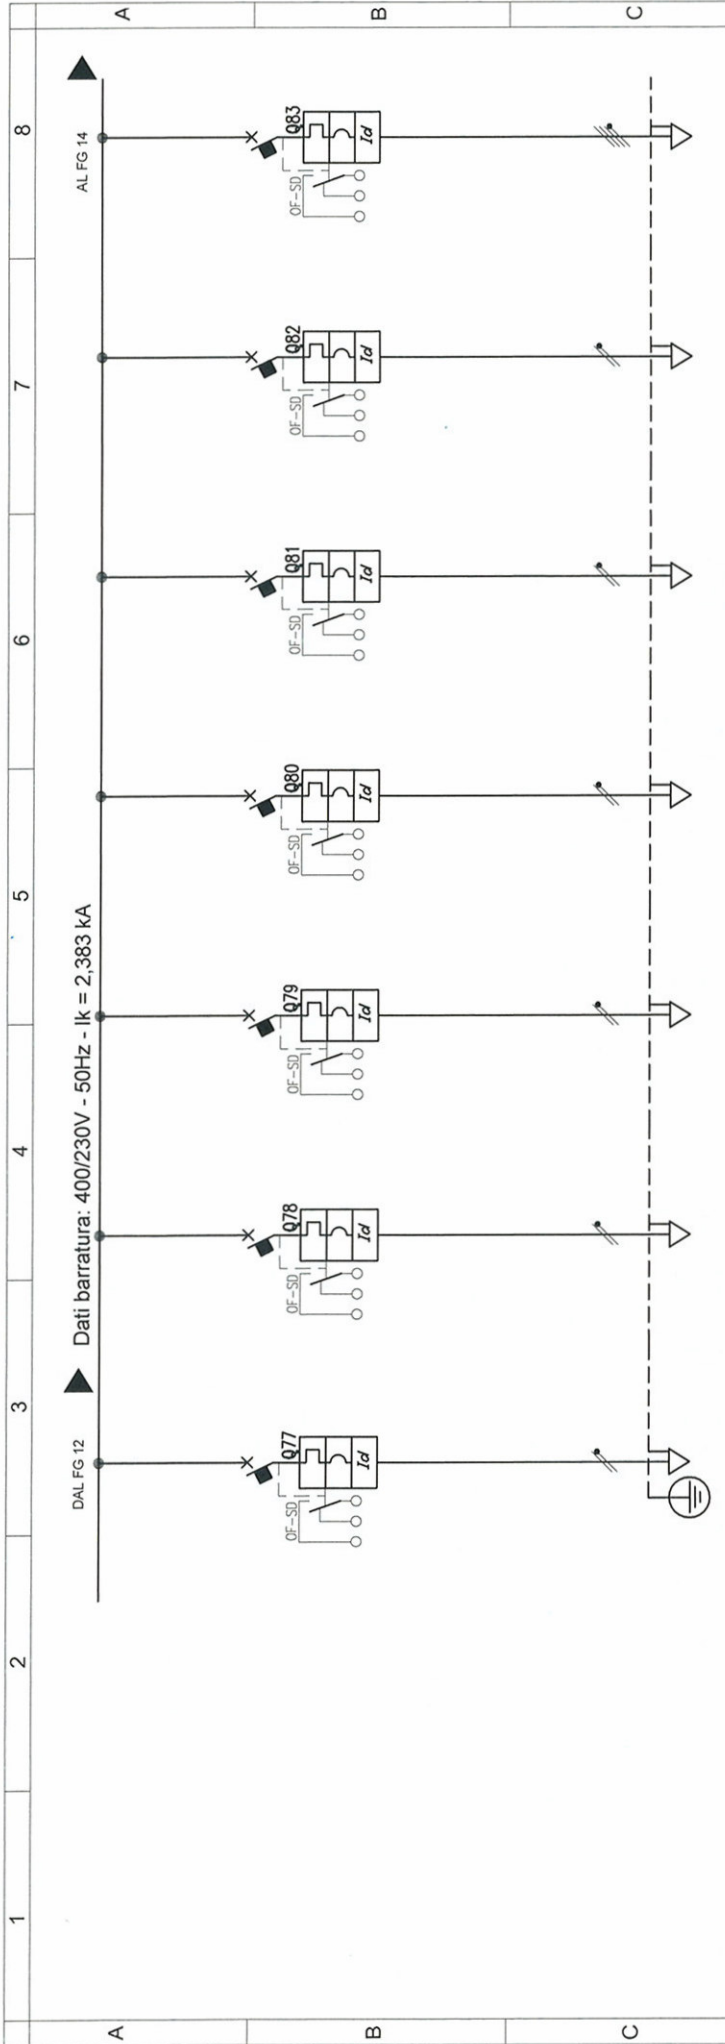 1 2 3 4 5 6 7 8
A A
DAL FG 12 Dati barratura: 400/230V - 50Hz - Ik = 2,383 kA AL FG 14
B B
Q77 Q78 Q79 Q80 Q81 Q82 Q83
OF-SD OF-SD OF-SD OF-SD OF-SD OF-SD OF-SD
Id Id Id Id Id Id Id
C C